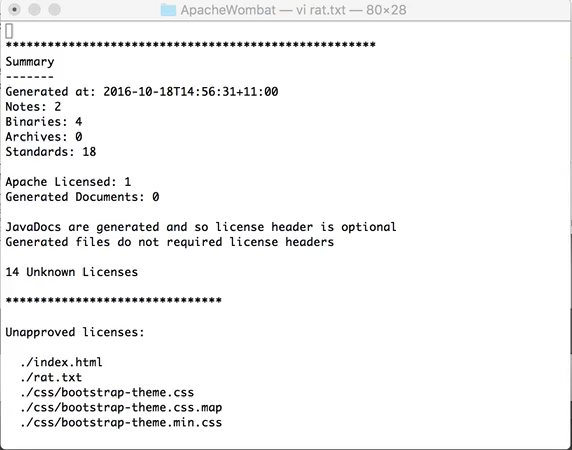 ApacheWombat — vi rat.txt — 80×28
*****************************************************
Summary
-------
Generated at: 2016-10-18T14:56:31+11:00
Notes: 2
Binaries: 4
Archives: 0
Standards: 18
Apache Licensed: 1
Generated Documents: 0
JavaDocs are generated and so license header is optional
Generated files do not required license headers
14 Unknown Licenses
*******************************
Unapproved licenses:
./index.html
./rat.txt
./css/bootstrap-theme.css
./css/bootstrap-theme.css.map
./css/bootstrap-theme.min.css